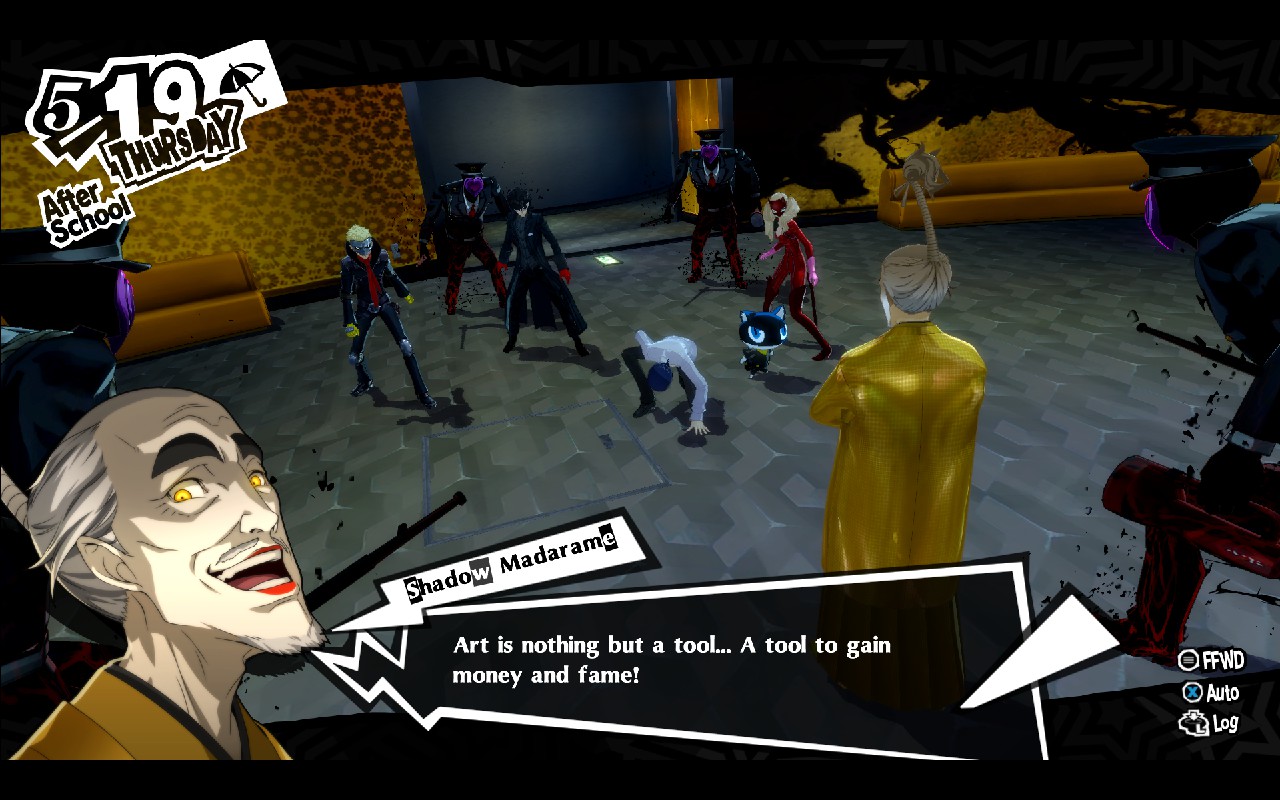 5 19
THURSDAY
After
School
Shadow Madarame
Art is nothing but a tool... A tool to gain
money and fame!
FFWD
Auto
L Log